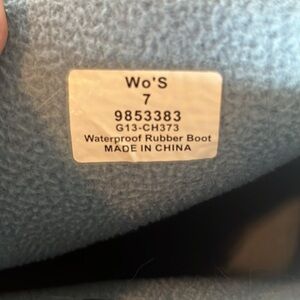 Wo'S
7
9853383
G13-CH373
Waterproof Rubber Boot
MADE IN CHINA